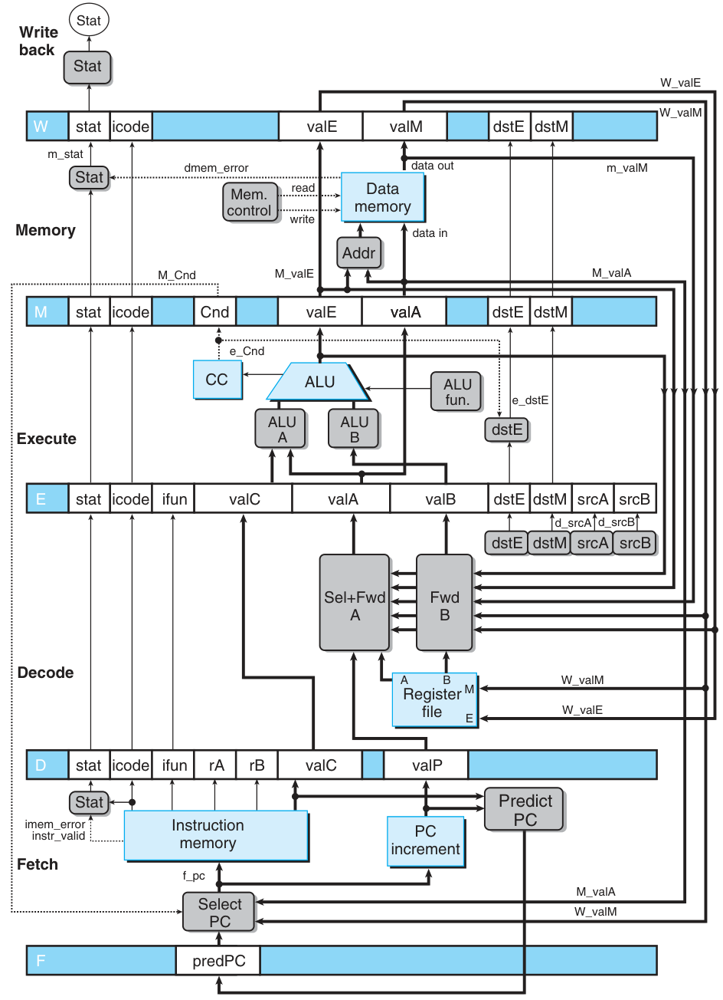 Stat
Write
back
Stat
W_valE
W_valM
W
stat
icode
valE
valM
dstE
dstM
m_stat
Stat
dmem_error
data out
m_valM
read
Mem.
control
write
Data
memory
Memory
data in
Addr
M_Cnd
M_valE
M_valA
M
stat
icode
Cnd
valE
valA
dstE
dstM
e_Cnd
CC
ALU
ALU
fun.
e_dstE
Execute
ALU
A
ALU
B
dstE
E
stat
icode
ifun
valC
valA
valB
dstE
dstM
srcA
srcB
d_srcA
d_srcB
dstE
dstM
srcA
srcB
Sel+Fwd
A
Fwd
B
Decode
A
B
Register
file
M
E
W_valM
W_valE
D
stat
icode
ifun
rA
rB
valC
valP
Stat
imem_error
instr_valid
Instruction
memory
PC
increment
Predict
PC
Fetch
f_pc
Select
PC
M_valA
W_valM
F
predPC